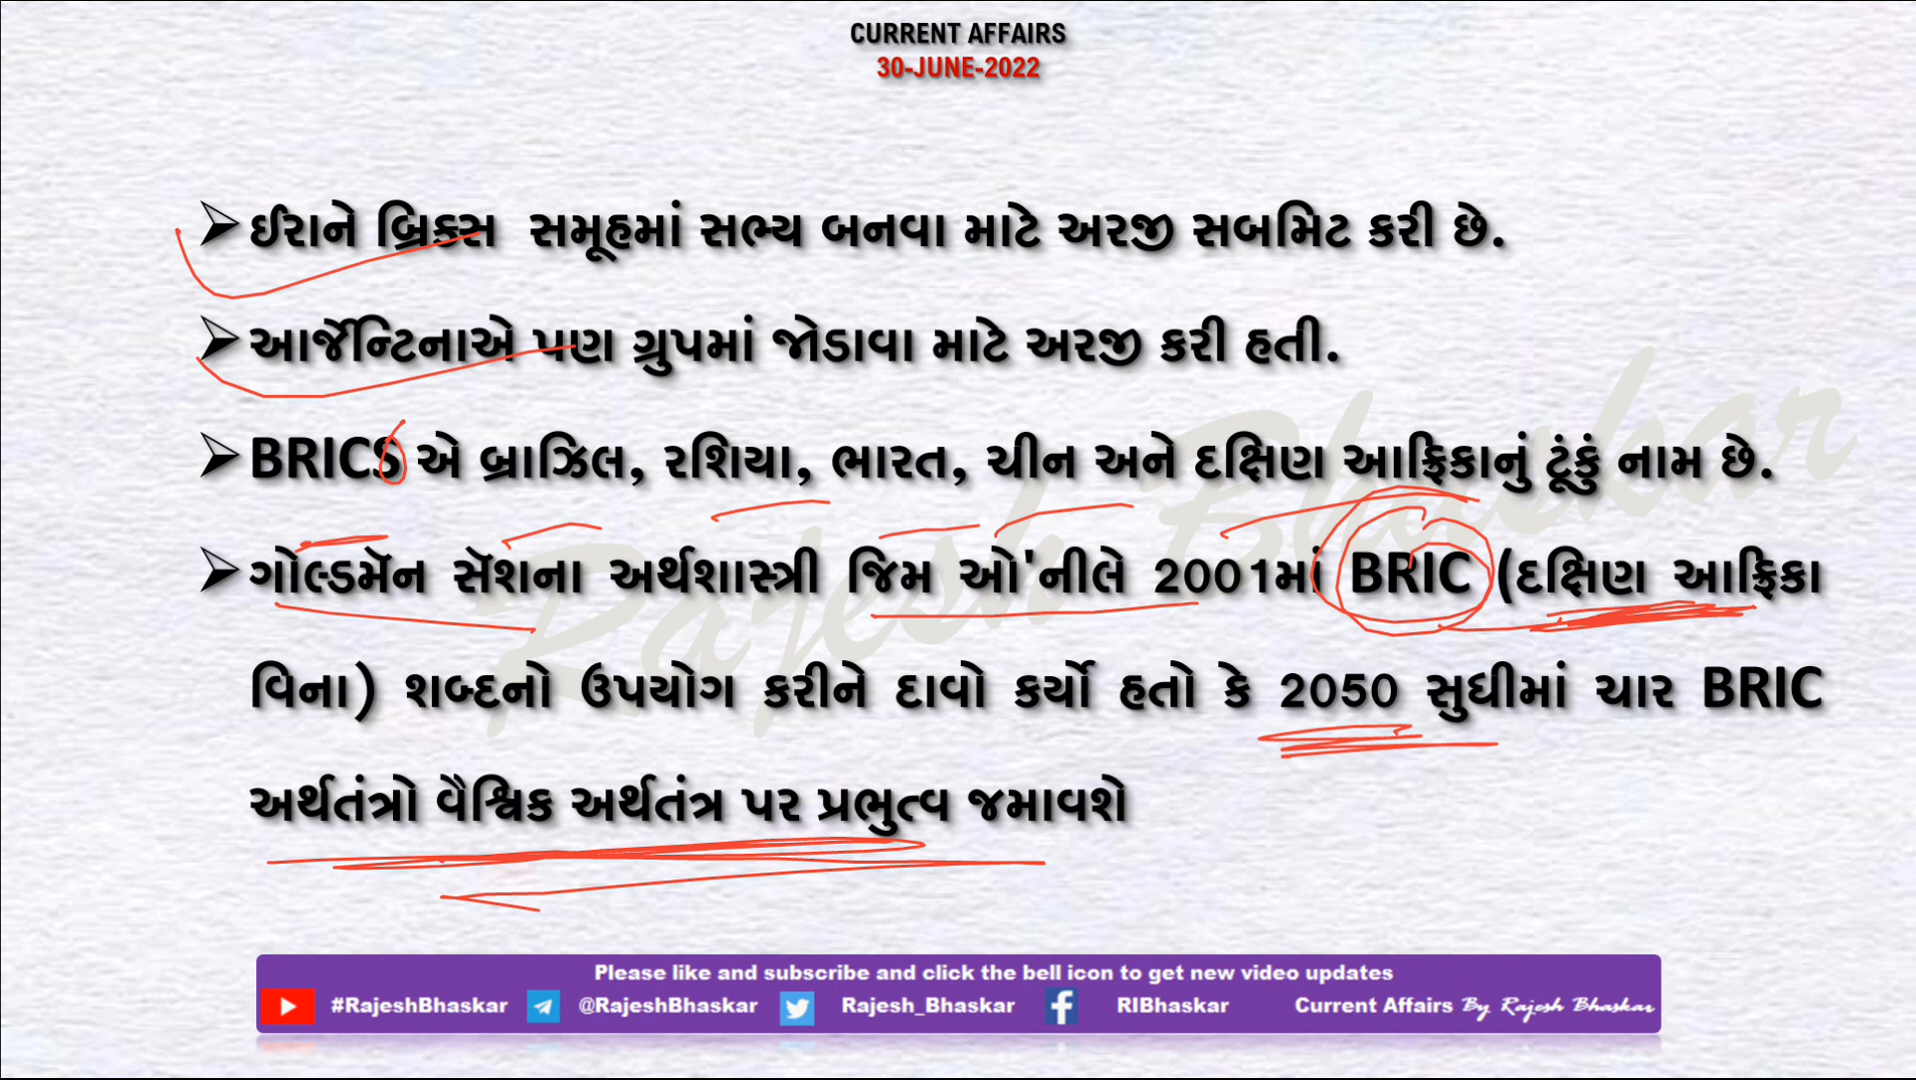 CURRENT AFFAIRS
30-JUNE-2022
➢ઈરાને બ્રિક્સ સમૂહમાં સભ્ય બનવા માટે અરજી સબમિટ કરી છે.
➢આર્જેન્ટિનાએ પણ ગ્રુપમાં જોડાવા માટે અરજી કરી હતી.
➢BRICS એ બ્રાઝિલ, રશિયા, ભારત, ચીન અને દક્ષિણ આફ્રિકાનું ટૂંકું નામ છે.
➢ગોલ્ડમૅન સૅશના અર્થશાસ્ત્રી જિમ ઓ'નીલે 2001માં BRIC (દક્ષિણ આફ્રિકા
વિના) શબ્દનો ઉપયોગ કરીને દાવો કર્યો હતો કે 2050 સુધીમાં ચાર BRIC
અર્થતંત્રો વૈશ્વિક અર્થતંત્ર પર પ્રભુત્વ જમાવશે
Rajesh Bhaskar
Please like and subscribe and click the bell icon to get new video updates
#RajeshBhaskar @RajeshBhaskar Rajesh_Bhaskar RIBhaskar Current Affairs By Rajesh Bhaskar